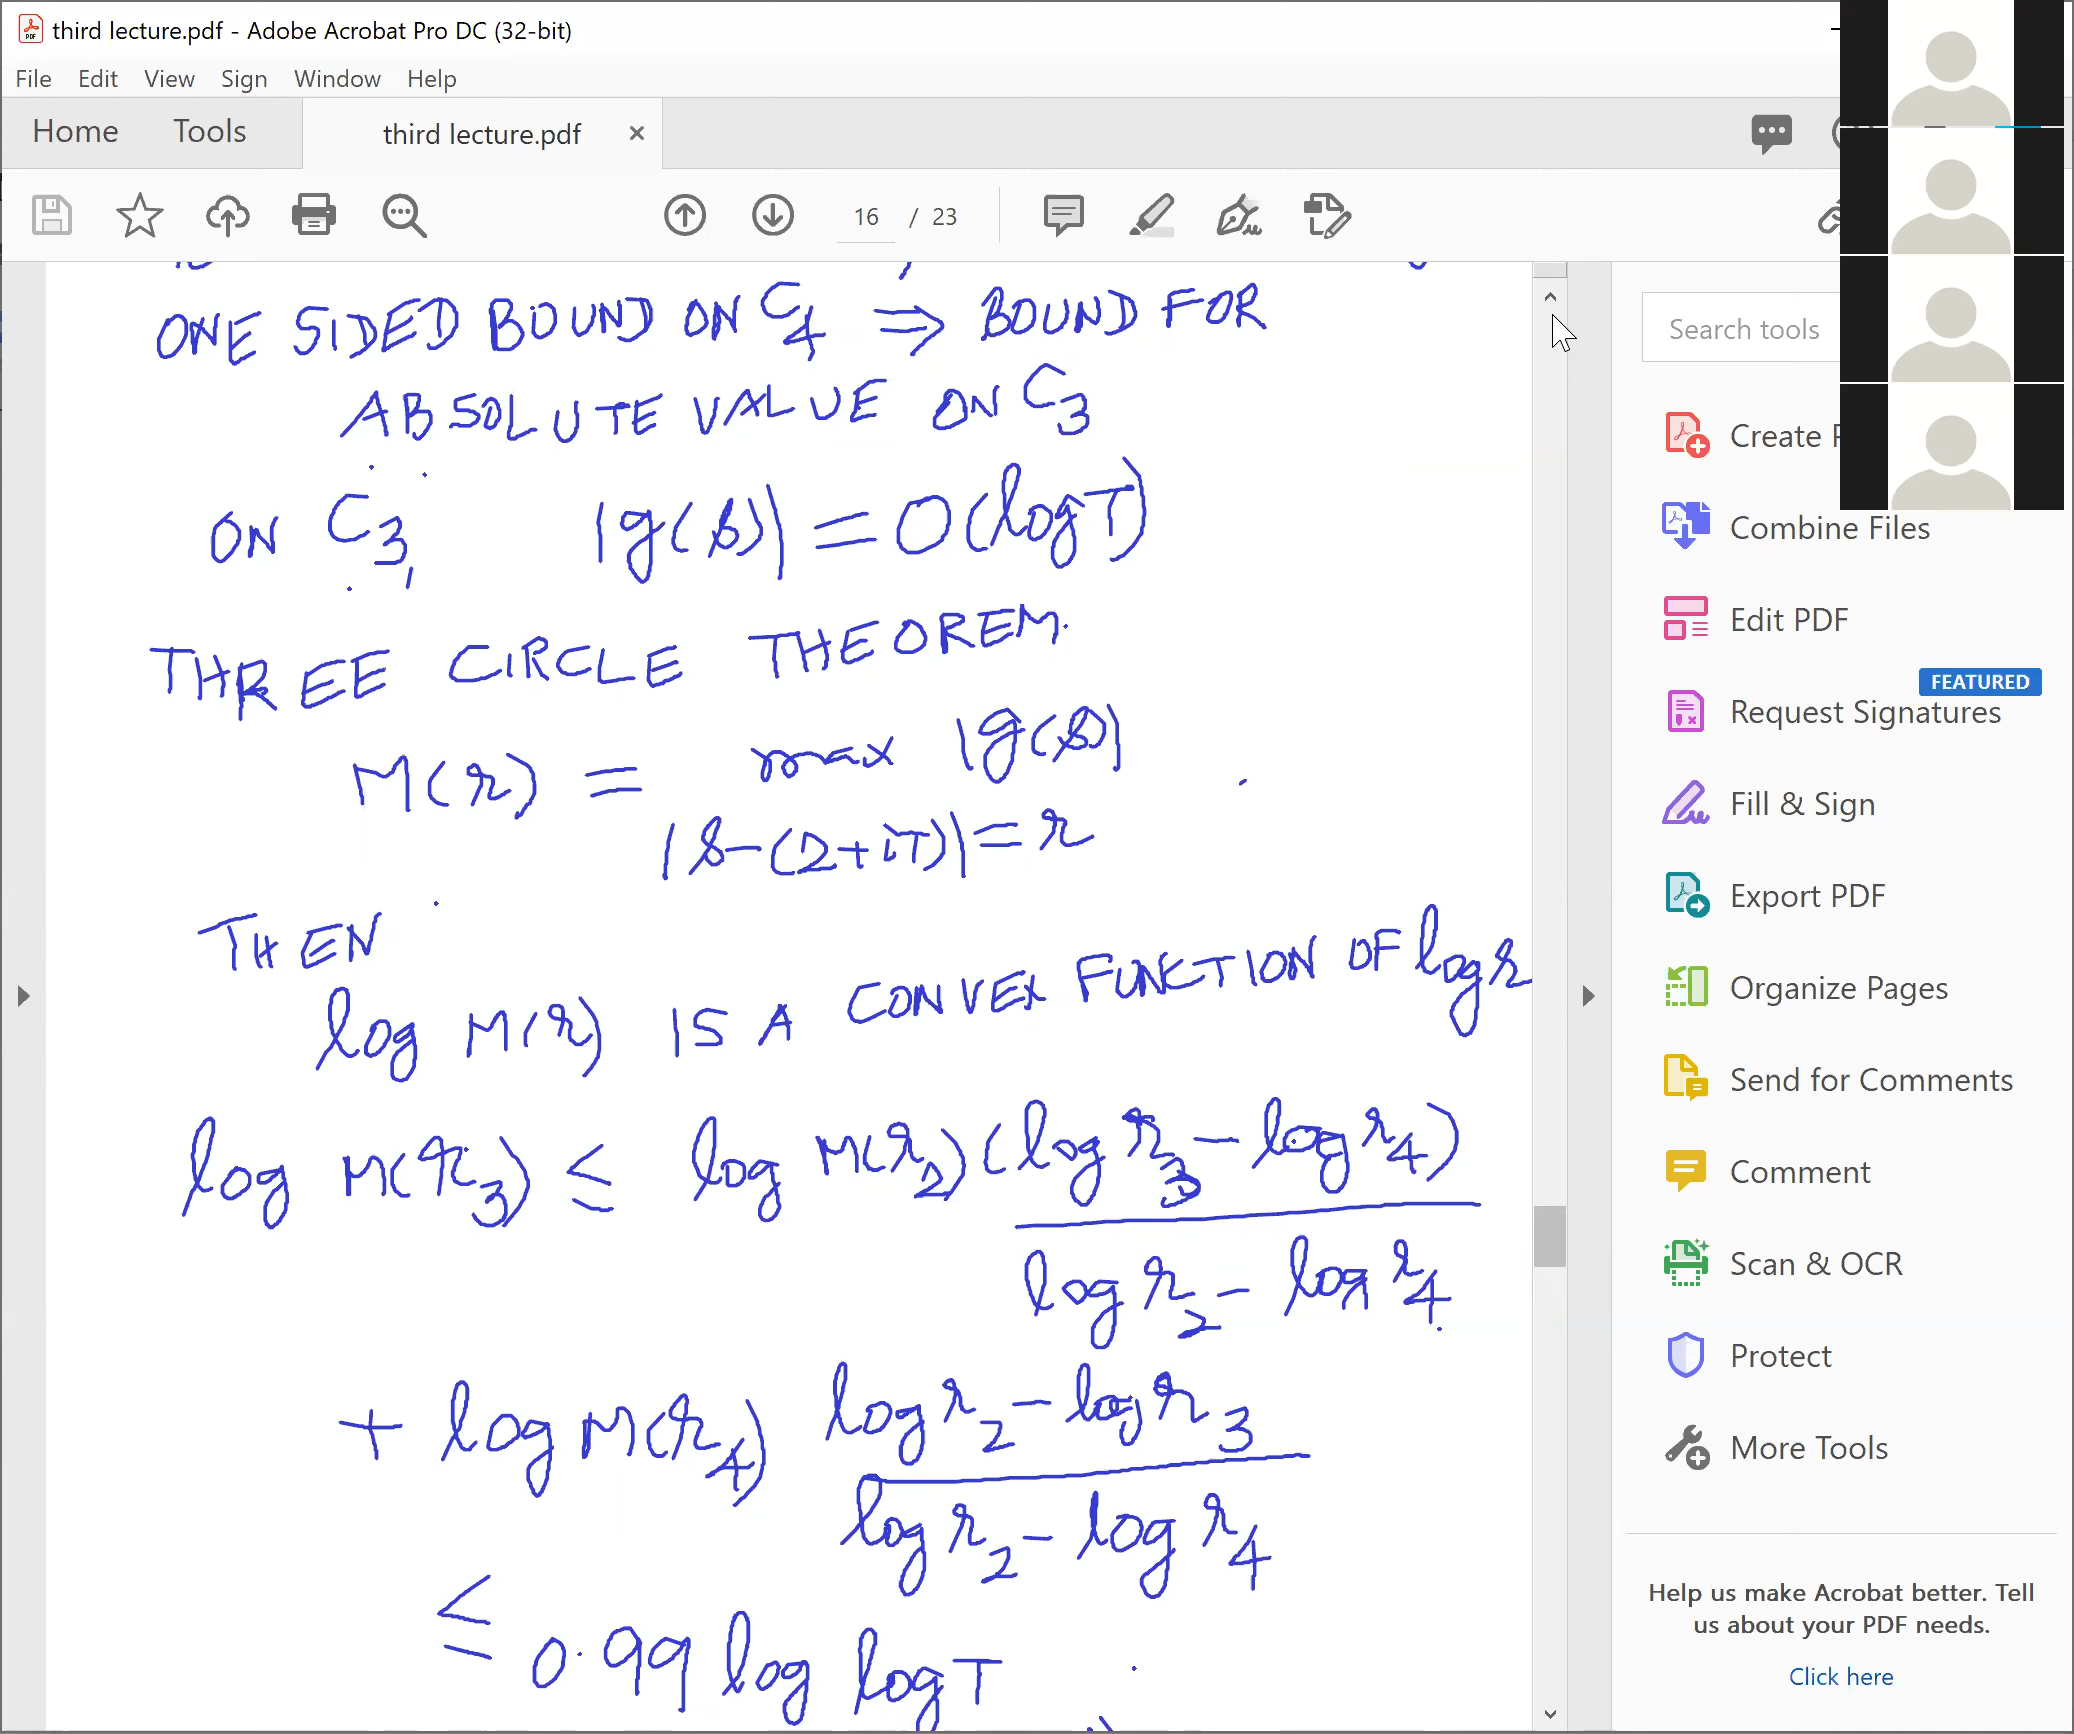 third lecture.pdf - Adobe Acrobat Pro DC (32-bit)
File Edit View Sign Window Help
Home Tools third lecture.pdf ×
16 / 23
ONE SIDED BOUND ON C₄ ⇒ BOUND FOR
ABSOLUTE VALUE ON C₃
ON C₃, |g(s)| = O(log T)
THREE CIRCLE THEOREM.
M(r) = max |g(s)|
|s-(2+iT)| = r
THEN
log M(r) IS A CONVEX FUNCTION OF log r
log M(r₃) ≤ log M(r₂) (log r₃ - log r₄)
log r₂ - log r₄
+ log M(r₄) log r₂ - log r₃
log r₂ - log r₄
≤ 0.99 log log T
Search tools
Create
Combine Files
Edit PDF
FEATURED
Request Signatures
Fill & Sign
Export PDF
Organize Pages
Send for Comments
Comment
Scan & OCR
Protect
More Tools
Help us make Acrobat better. Tell
us about your PDF needs.
Click here